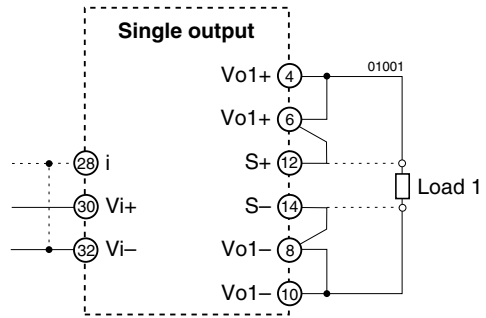 Single output
Vo1+ 4 01001
Vo1+ 6
28 i S+ 12
30 Vi+ S– 14 Load 1
32 Vi– Vo1– 8
Vo1– 10